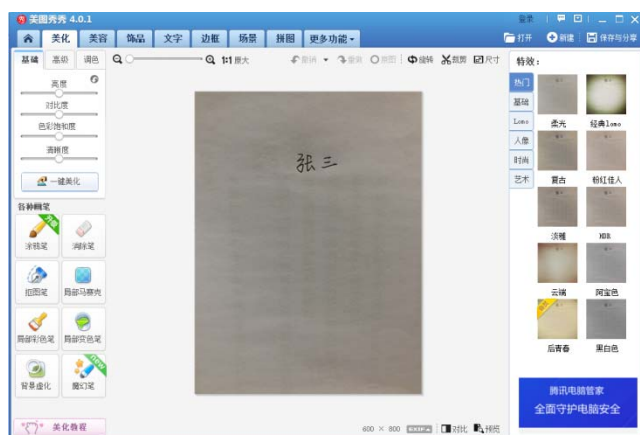 美图秀秀 4.0.1
登录
美化 美容 饰品 文字 边框 场景 拼图 更多功能
打开 新建 保存与分享
基础 高级 调色
1:1原大 撤销 重做 原图 旋转 裁剪 尺寸
特效:
亮度
对比度
色彩饱和度
清晰度
一键美化
各种画笔
涂鸦笔 消除笔
抠图笔 局部马赛克
局部彩色笔 局部变色笔
背景虚化 魔幻笔
美化教程
张三
热门
基础
Lomo
人像
时尚
艺术
柔光 经典lomo
复古 粉红佳人
淡雅 HDR
云端 阿宝色
后青春 黑白色
腾讯电脑管家
全面守护电脑安全
600 × 800 EXIF 对比 预览